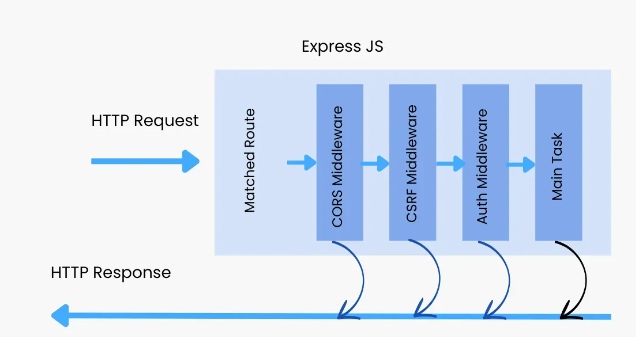 Express JS
HTTP Request
Matched Route
CORS Middleware
CSRF Middleware
Auth Middleware
Main Task
HTTP Response